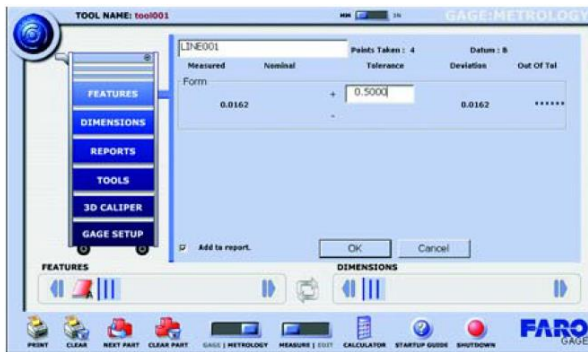 TOOL NAME: tool001
MM IN
GAGE:METROLOGY
LINE001
Points Taken : 4
Datum : B
Measured Nominal Tolerance Deviation Out Of Tol
Form
0.0162 + 0.5000 0.0162 ******
-
FEATURES
DIMENSIONS
REPORTS
TOOLS
3D CALIPER
GAGE SETUP
Add to report.
OK Cancel
FEATURES DIMENSIONS
PRINT CLEAR NEXT PART CLEAR PART GAGE | METROLOGY MEASURE | EDIT CALCULATOR STARTUP GUIDE SHUTDOWN
FARO
GAGE